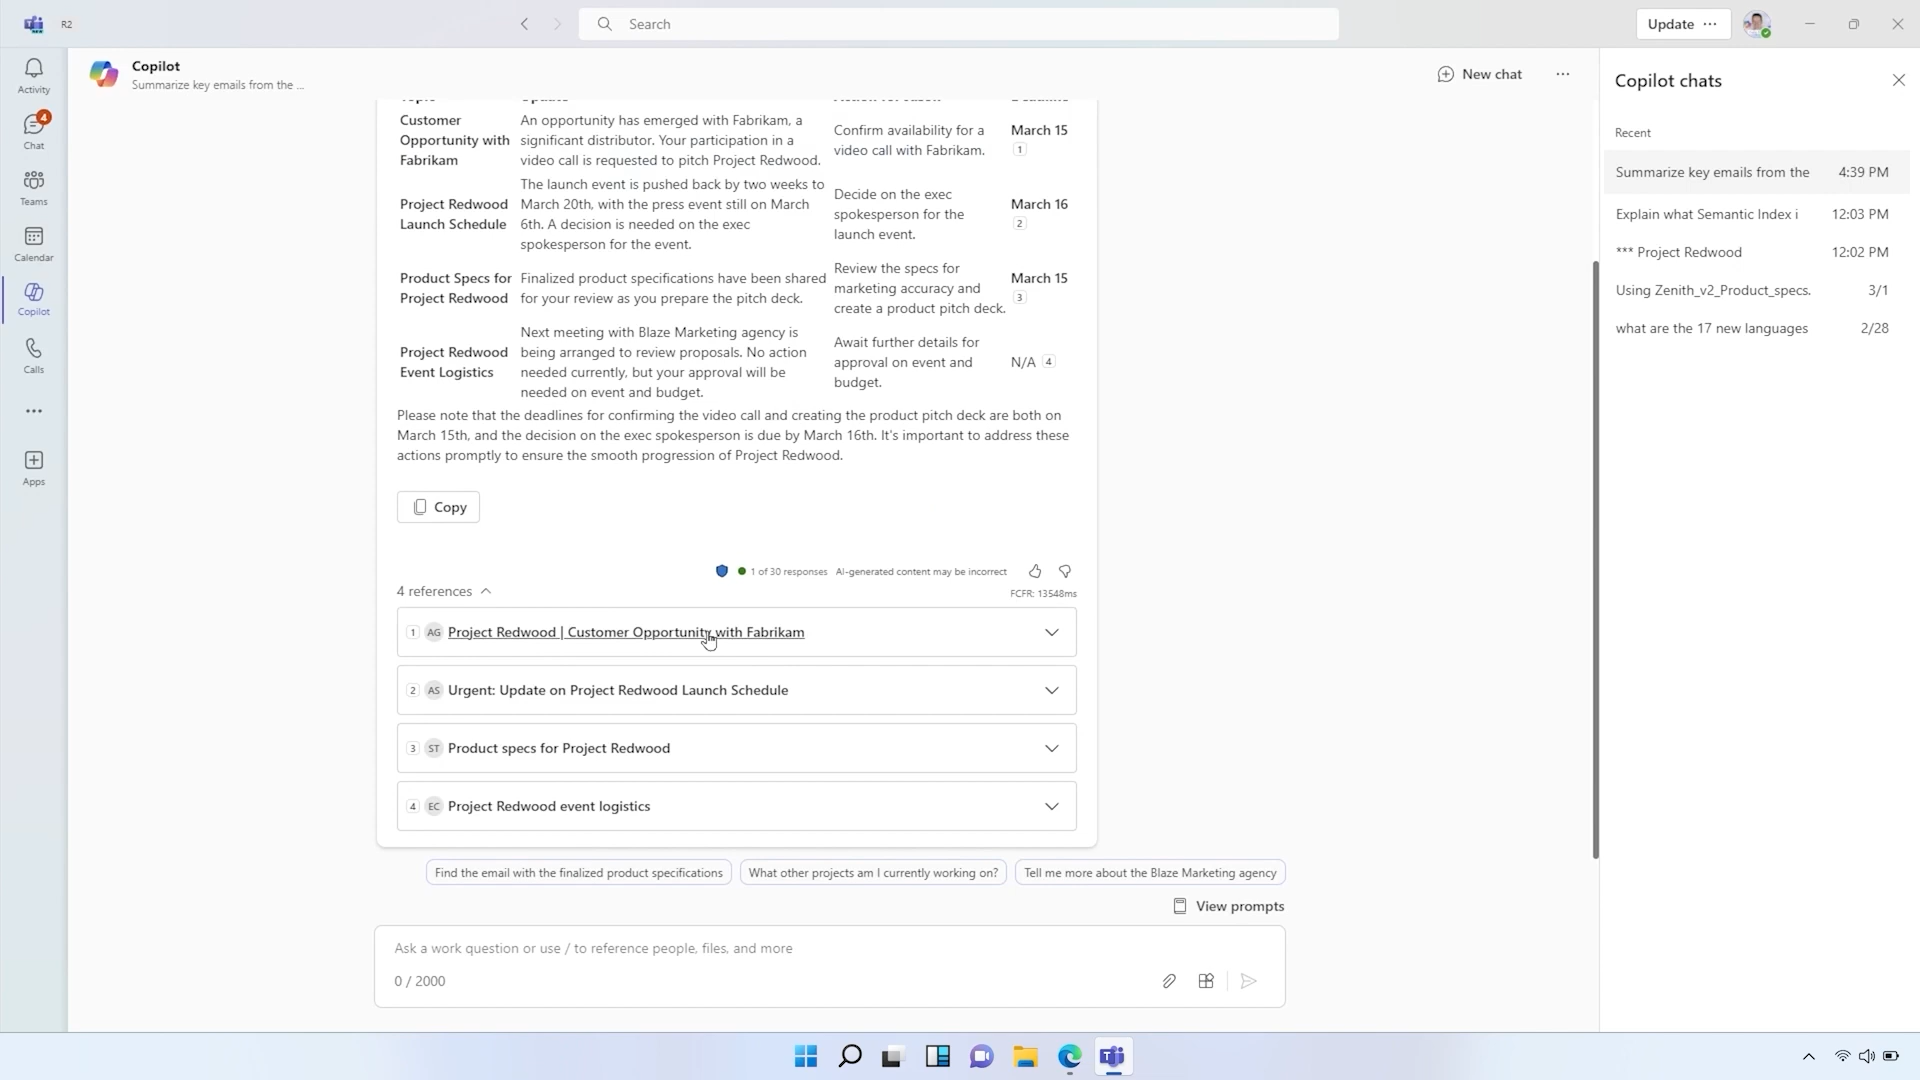 R2
Search
Update ...
Activity
4
Chat
Teams
Calendar
Copilot
Calls
Apps
Copilot
Summarize key emails from the ...
New chat
Customer
Opportunity with
Fabrikam
An opportunity has emerged with Fabrikam, a
significant distributor. Your participation in a
video call is requested to pitch Project Redwood.
Confirm availability for a
video call with Fabrikam.
March 15
1
Project Redwood
Launch Schedule
The launch event is pushed back by two weeks to
March 20th, with the press event still on March
6th. A decision is needed on the exec
spokesperson for the event.
Decide on the exec
spokesperson for the
launch event.
March 16
2
Product Specs for
Project Redwood
Finalized product specifications have been shared
for your review as you prepare the pitch deck.
Review the specs for
marketing accuracy and
create a product pitch deck.
March 15
3
Project Redwood
Event Logistics
Next meeting with Blaze Marketing agency is
being arranged to review proposals. No action
needed currently, but your approval will be
needed on event and budget.
Await further details for
approval on event and
budget.
N/A 4
Please note that the deadlines for confirming the video call and creating the product pitch deck are both on
March 15th, and the decision on the exec spokesperson is due by March 16th. It's important to address these
actions promptly to ensure the smooth progression of Project Redwood.
Copy
1 of 30 responses AI-generated content may be incorrect
4 references
FCFR: 13548ms
1 AG Project Redwood | Customer Opportunity with Fabrikam
2 AS Urgent: Update on Project Redwood Launch Schedule
3 ST Product specs for Project Redwood
4 EC Project Redwood event logistics
Find the email with the finalized product specifications
What other projects am I currently working on?
Tell me more about the Blaze Marketing agency
View prompts
Ask a work question or use / to reference people, files, and more
0 / 2000
Copilot chats
Recent
Summarize key emails from the 4:39 PM
Explain what Semantic Index i 12:03 PM
*** Project Redwood 12:02 PM
Using Zenith_v2_Product_specs. 3/1
what are the 17 new languages 2/28